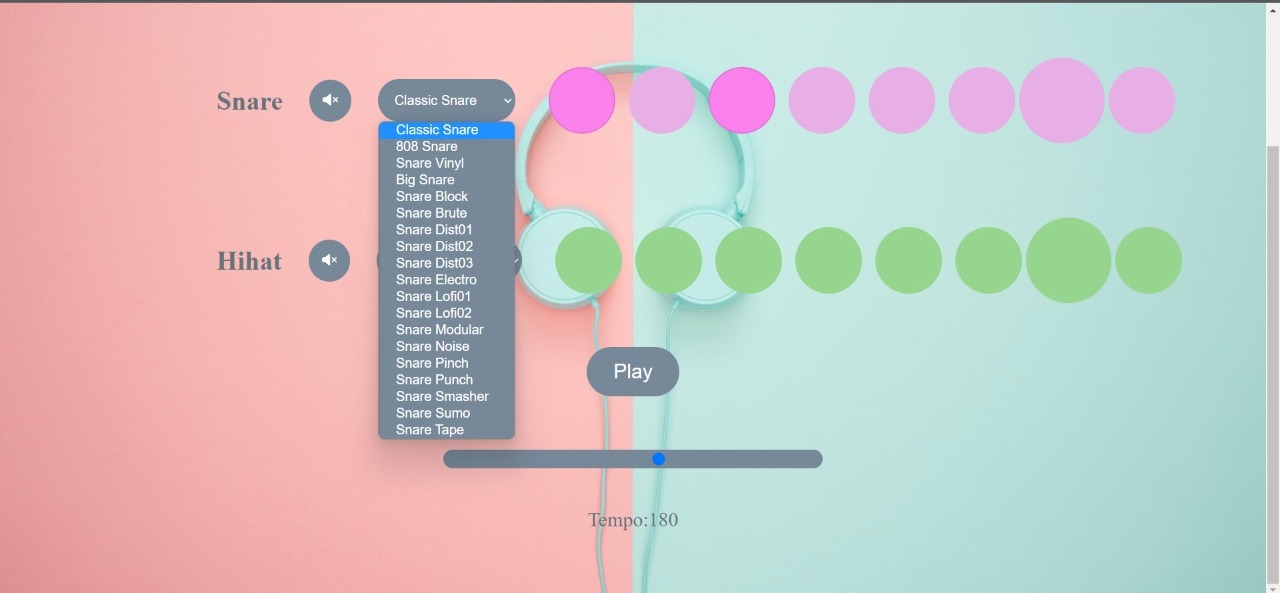 Snare
Classic Snare
Classic Snare
808 Snare
Snare Vinyl
Big Snare
Snare Block
Snare Brute
Snare Dist01
Snare Dist02
Snare Dist03
Snare Electro
Snare Lofi01
Snare Lofi02
Snare Modular
Snare Noise
Snare Pinch
Snare Punch
Snare Smasher
Snare Sumo
Snare Tape
Hihat
Play
Tempo:180